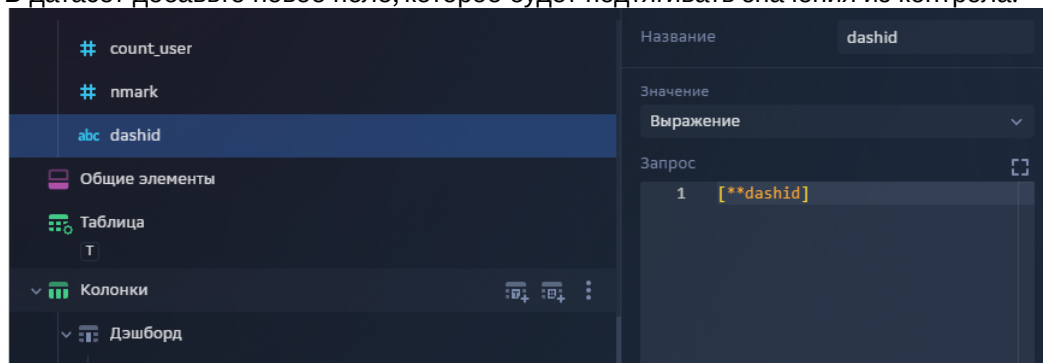 В датасет добавьте новое поле, которое будет подтягивать значения из контрола:
count_user
nmark
abc dashid
Общие элементы
Таблица
T
Колонки
Дэшборд
Название
dashid
Значение
Выражение
Запрос
1 [**dashid]